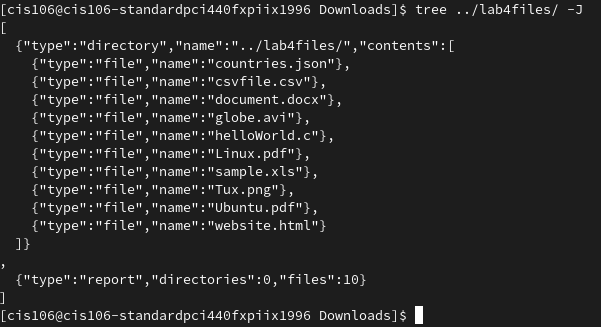 [cis106@cis106-standardpci440fxpiix1996 Downloads]$ tree ../lab4files/ -J
[
  {"type":"directory","name":"../lab4files/","contents":[
    {"type":"file","name":"countries.json"},
    {"type":"file","name":"csvfile.csv"},
    {"type":"file","name":"document.docx"},
    {"type":"file","name":"globe.avi"},
    {"type":"file","name":"helloWorld.c"},
    {"type":"file","name":"Linux.pdf"},
    {"type":"file","name":"sample.xls"},
    {"type":"file","name":"Tux.png"},
    {"type":"file","name":"Ubuntu.pdf"},
    {"type":"file","name":"website.html"}
  ]}
,
  {"type":"report","directories":0,"files":10}
]
[cis106@cis106-standardpci440fxpiix1996 Downloads]$